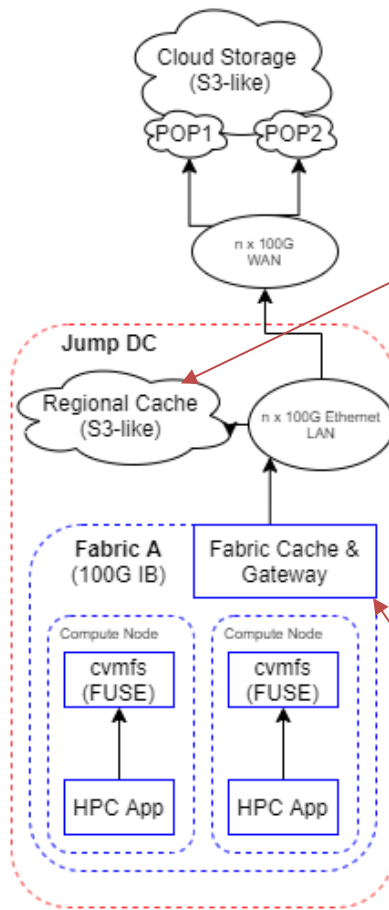 Cloud Storage
(S3-like)
POP1
POP2
n x 100G
WAN
Jump DC
Regional Cache
(S3-like)
n x 100G Ethernet
LAN
Fabric A
(100G IB)
Fabric Cache &
Gateway
Compute Node
cvmfs
(FUSE)
HPC App
Compute Node
cvmfs
(FUSE)
HPC App